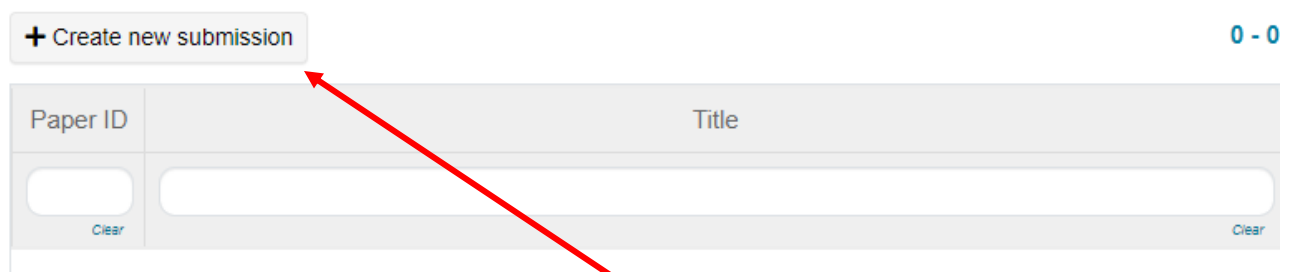 + Create new submission
0 - 0
Paper ID
Title
Clear
Clear